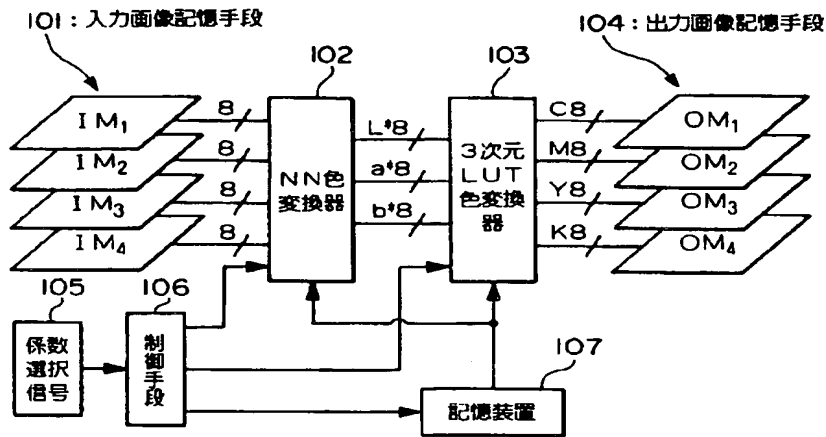 101：入力画像記憶手段
104：出力画像記憶手段
102
103
IM₁
IM₂
IM₃
IM₄
8
8
8
8
NN色
変換器
L*8
a*8
b*8
3次元
LUT
色変換
器
C8
M8
Y8
K8
OM₁
OM₂
OM₃
OM₄
105
106
係数
選択
信号
制御手段
107
記憶装置